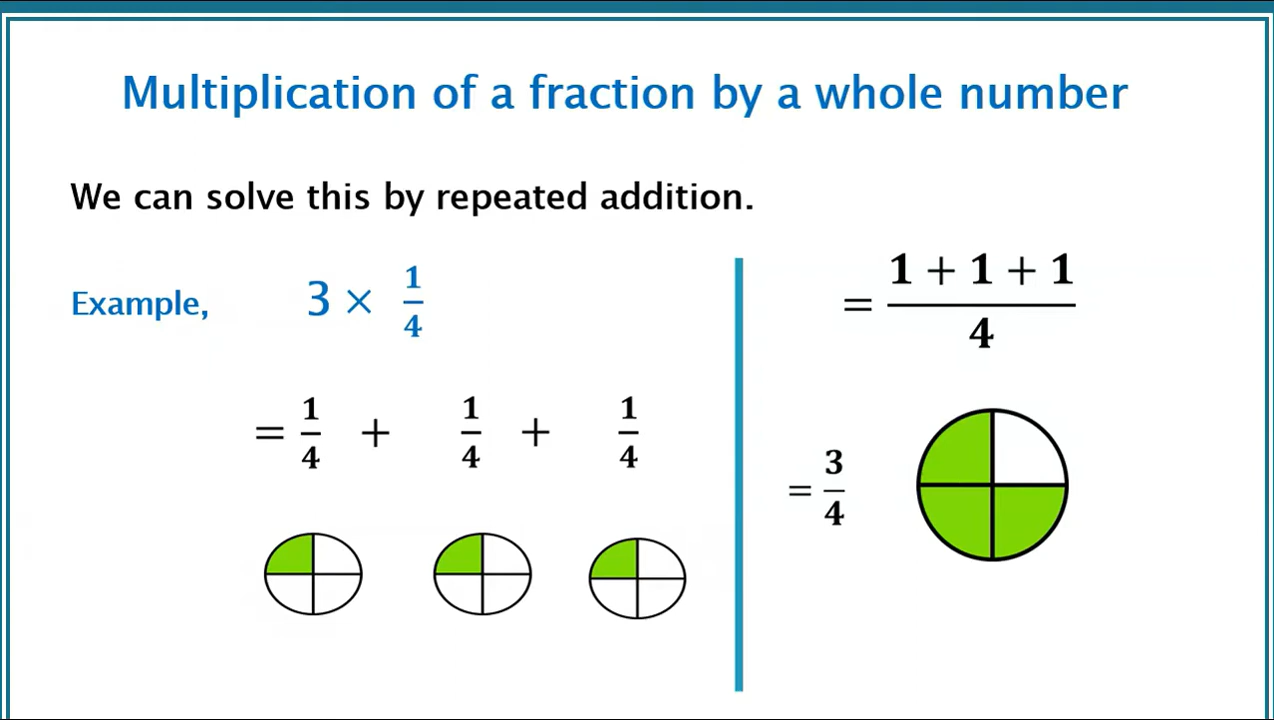 Multiplication of a fraction by a whole number
We can solve this by repeated addition.
Example, 3 × 1/4
= 1/4 + 1/4 + 1/4
= (1 + 1 + 1)/4
= 3/4